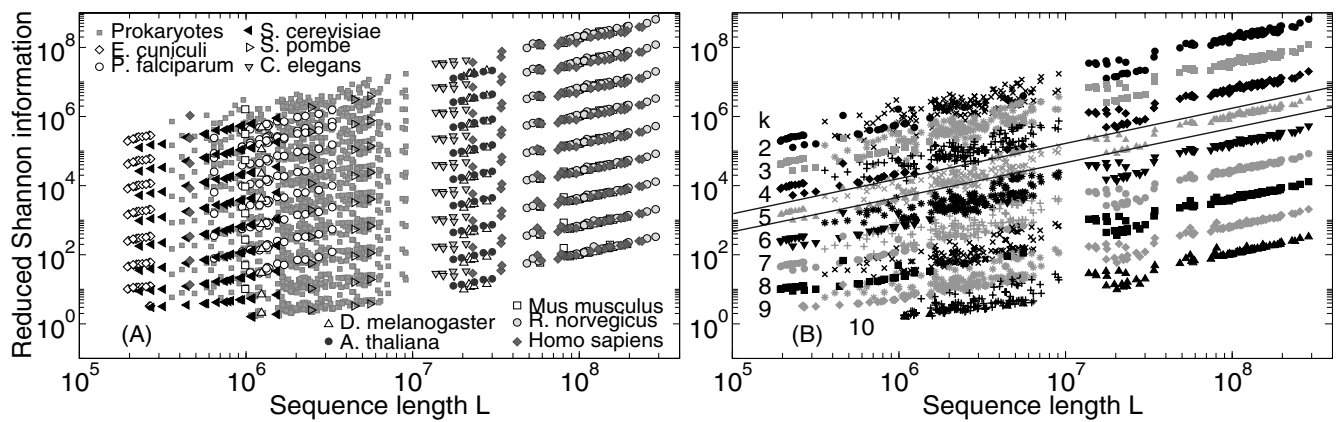 Reduced Shannon information
10^8
10^6
10^4
10^2
10^0
Prokaryotes
E. cuniculi
P. falciparum
S. cerevisiae
S. pombe
C. elegans
(A)
D. melanogaster
A. thaliana
Mus musculus
R. norvegicus
Homo sapiens
10^5
10^6
10^7
10^8
Sequence length L
10^8
10^6
10^4
10^2
10^0
k
2
3
4
5
6
7
8
9
10
(B)
10^5
10^6
10^7
10^8
Sequence length L